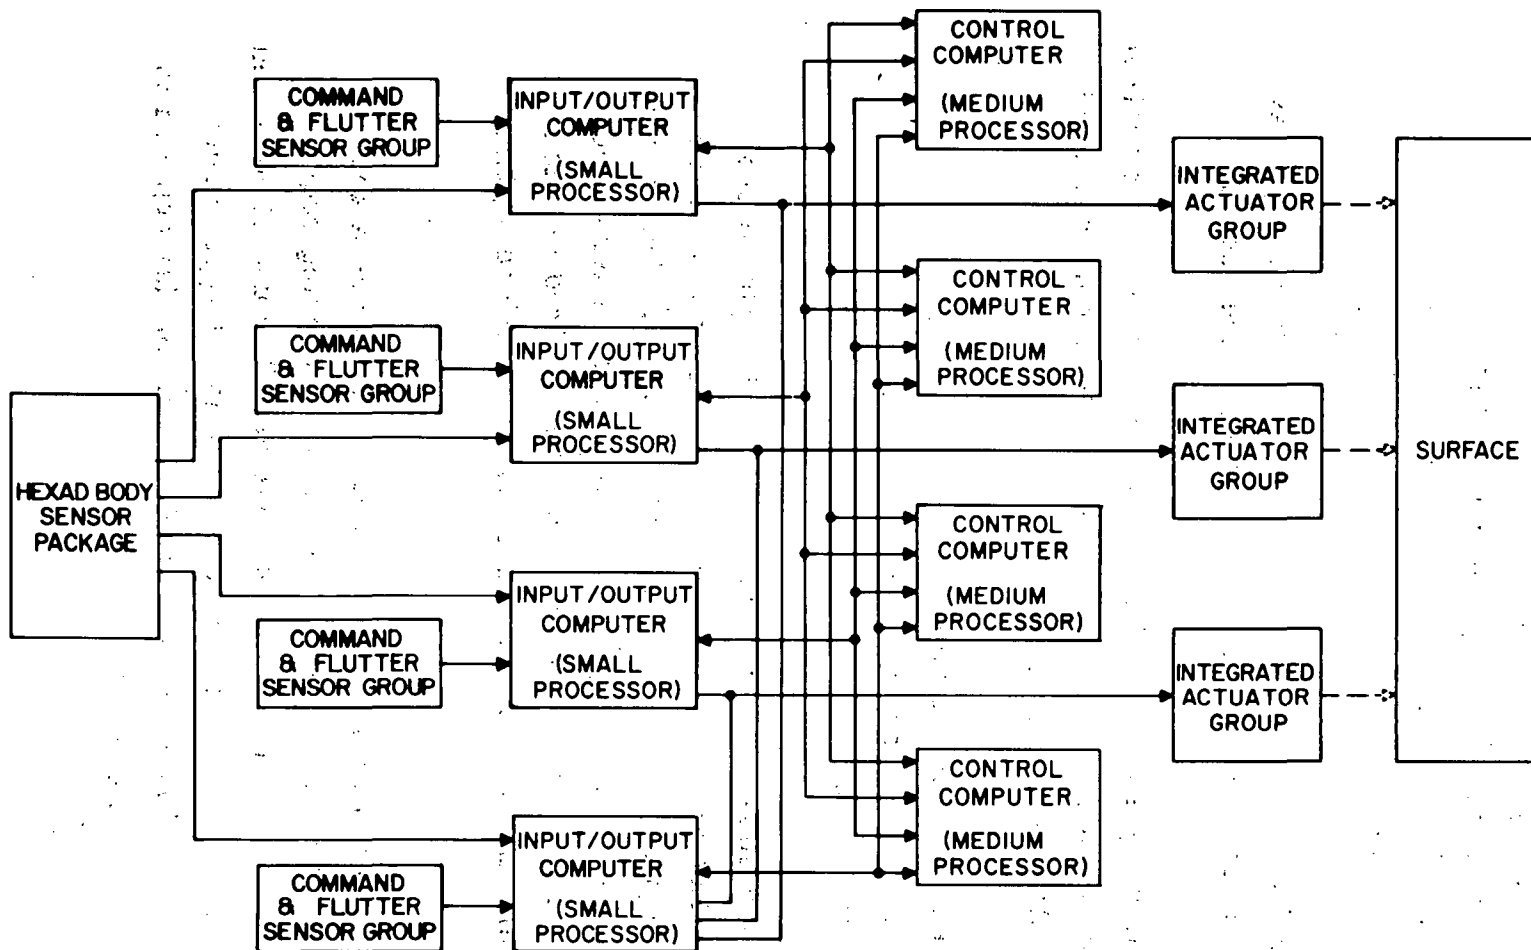 COMMAND
& FLUTTER
SENSOR GROUP
INPUT/OUTPUT
COMPUTER
(SMALL
PROCESSOR)
CONTROL
COMPUTER
(MEDIUM
PROCESSOR)
INTEGRATED
ACTUATOR
GROUP
COMMAND
& FLUTTER
SENSOR GROUP
INPUT/OUTPUT
COMPUTER
(SMALL
PROCESSOR)
CONTROL
COMPUTER
(MEDIUM
PROCESSOR)
INTEGRATED
ACTUATOR
GROUP
SURFACE
HEXAD BODY
SENSOR
PACKAGE
INPUT/OUTPUT
COMPUTER
(SMALL
PROCESSOR)
COMMAND
& FLUTTER
SENSOR GROUP
CONTROL
COMPUTER
(MEDIUM
PROCESSOR)
INTEGRATED
ACTUATOR
GROUP
INPUT/OUTPUT
COMPUTER
(SMALL
PROCESSOR)
COMMAND
& FLUTTER
SENSOR GROUP
CONTROL
COMPUTER
(MEDIUM
PROCESSOR)